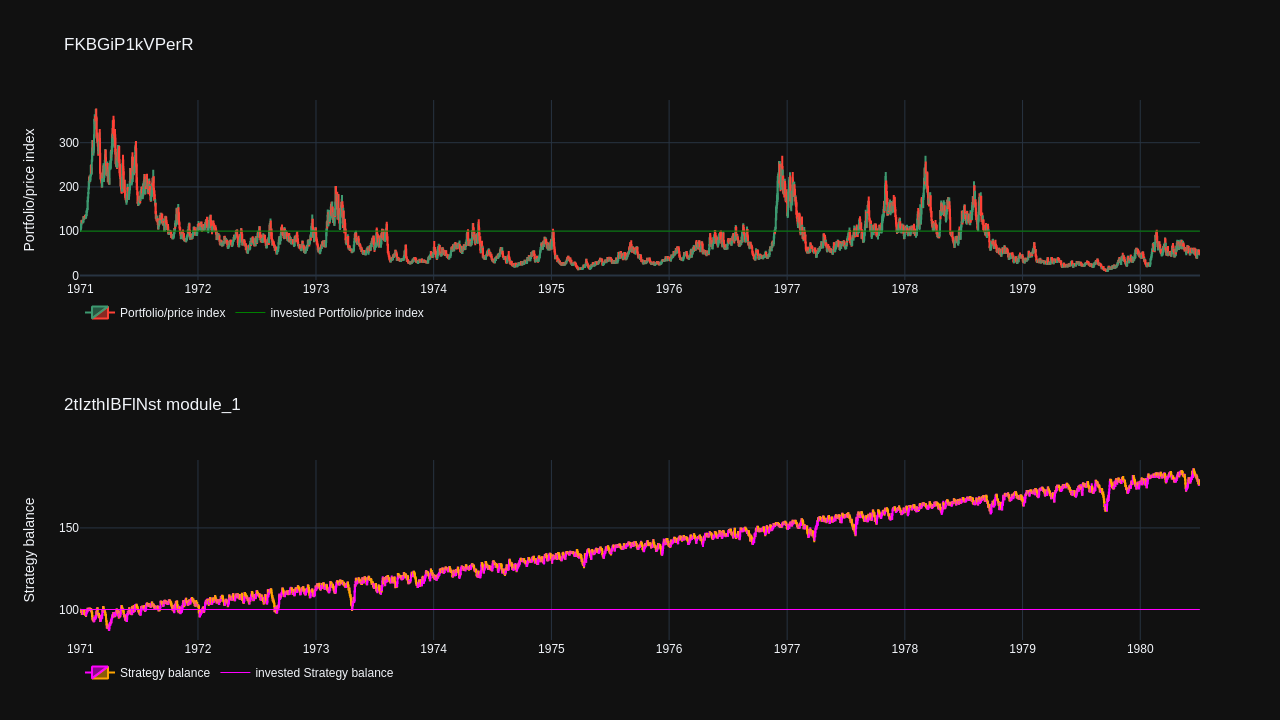 FKBGiP1kVPerR
Portfolio/price index
300
200
100
0
1971 1972 1973 1974 1975 1976 1977 1978 1979 1980
Portfolio/price index invested Portfolio/price index
2tIzthIBFlNst module_1
Strategy balance
150
100
1971 1972 1973 1974 1975 1976 1977 1978 1979 1980
Strategy balance invested Strategy balance